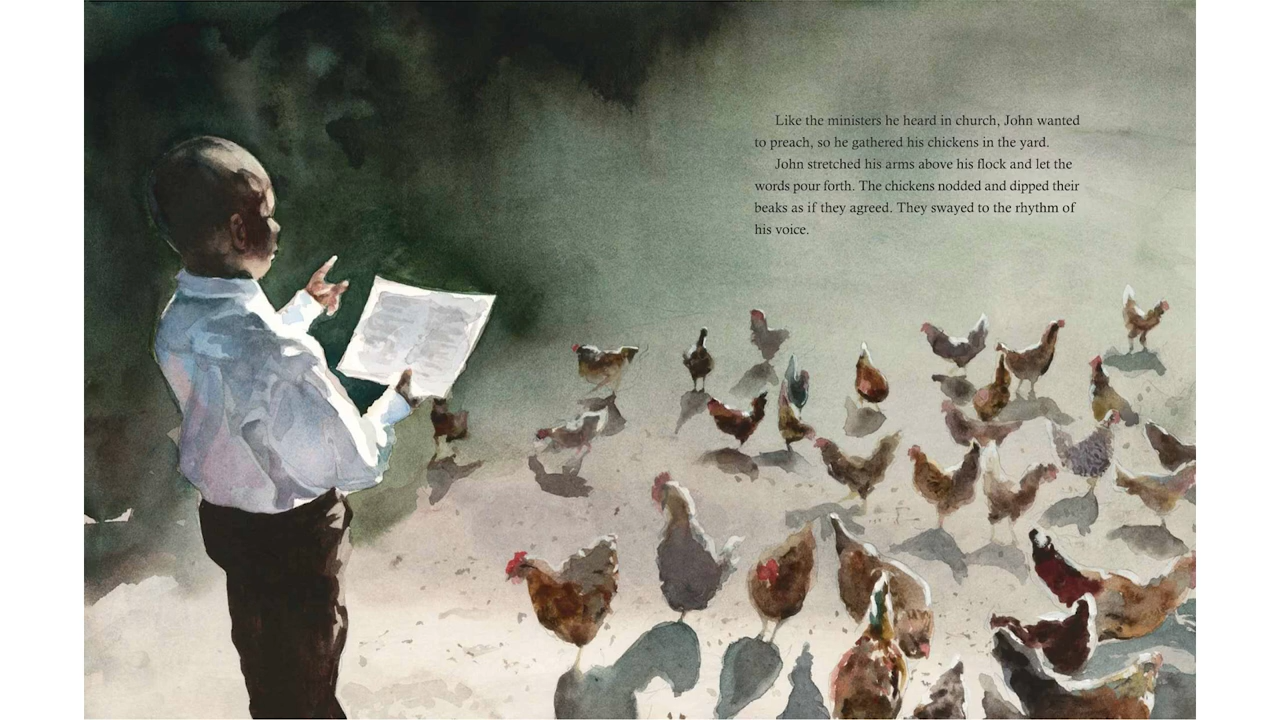 Like the ministers he heard in church, John wanted
to preach, so he gathered his chickens in the yard.
John stretched his arms above his flock and let the
words pour forth. The chickens nodded and dipped their
beaks as if they agreed. They swayed to the rhythm of
his voice.